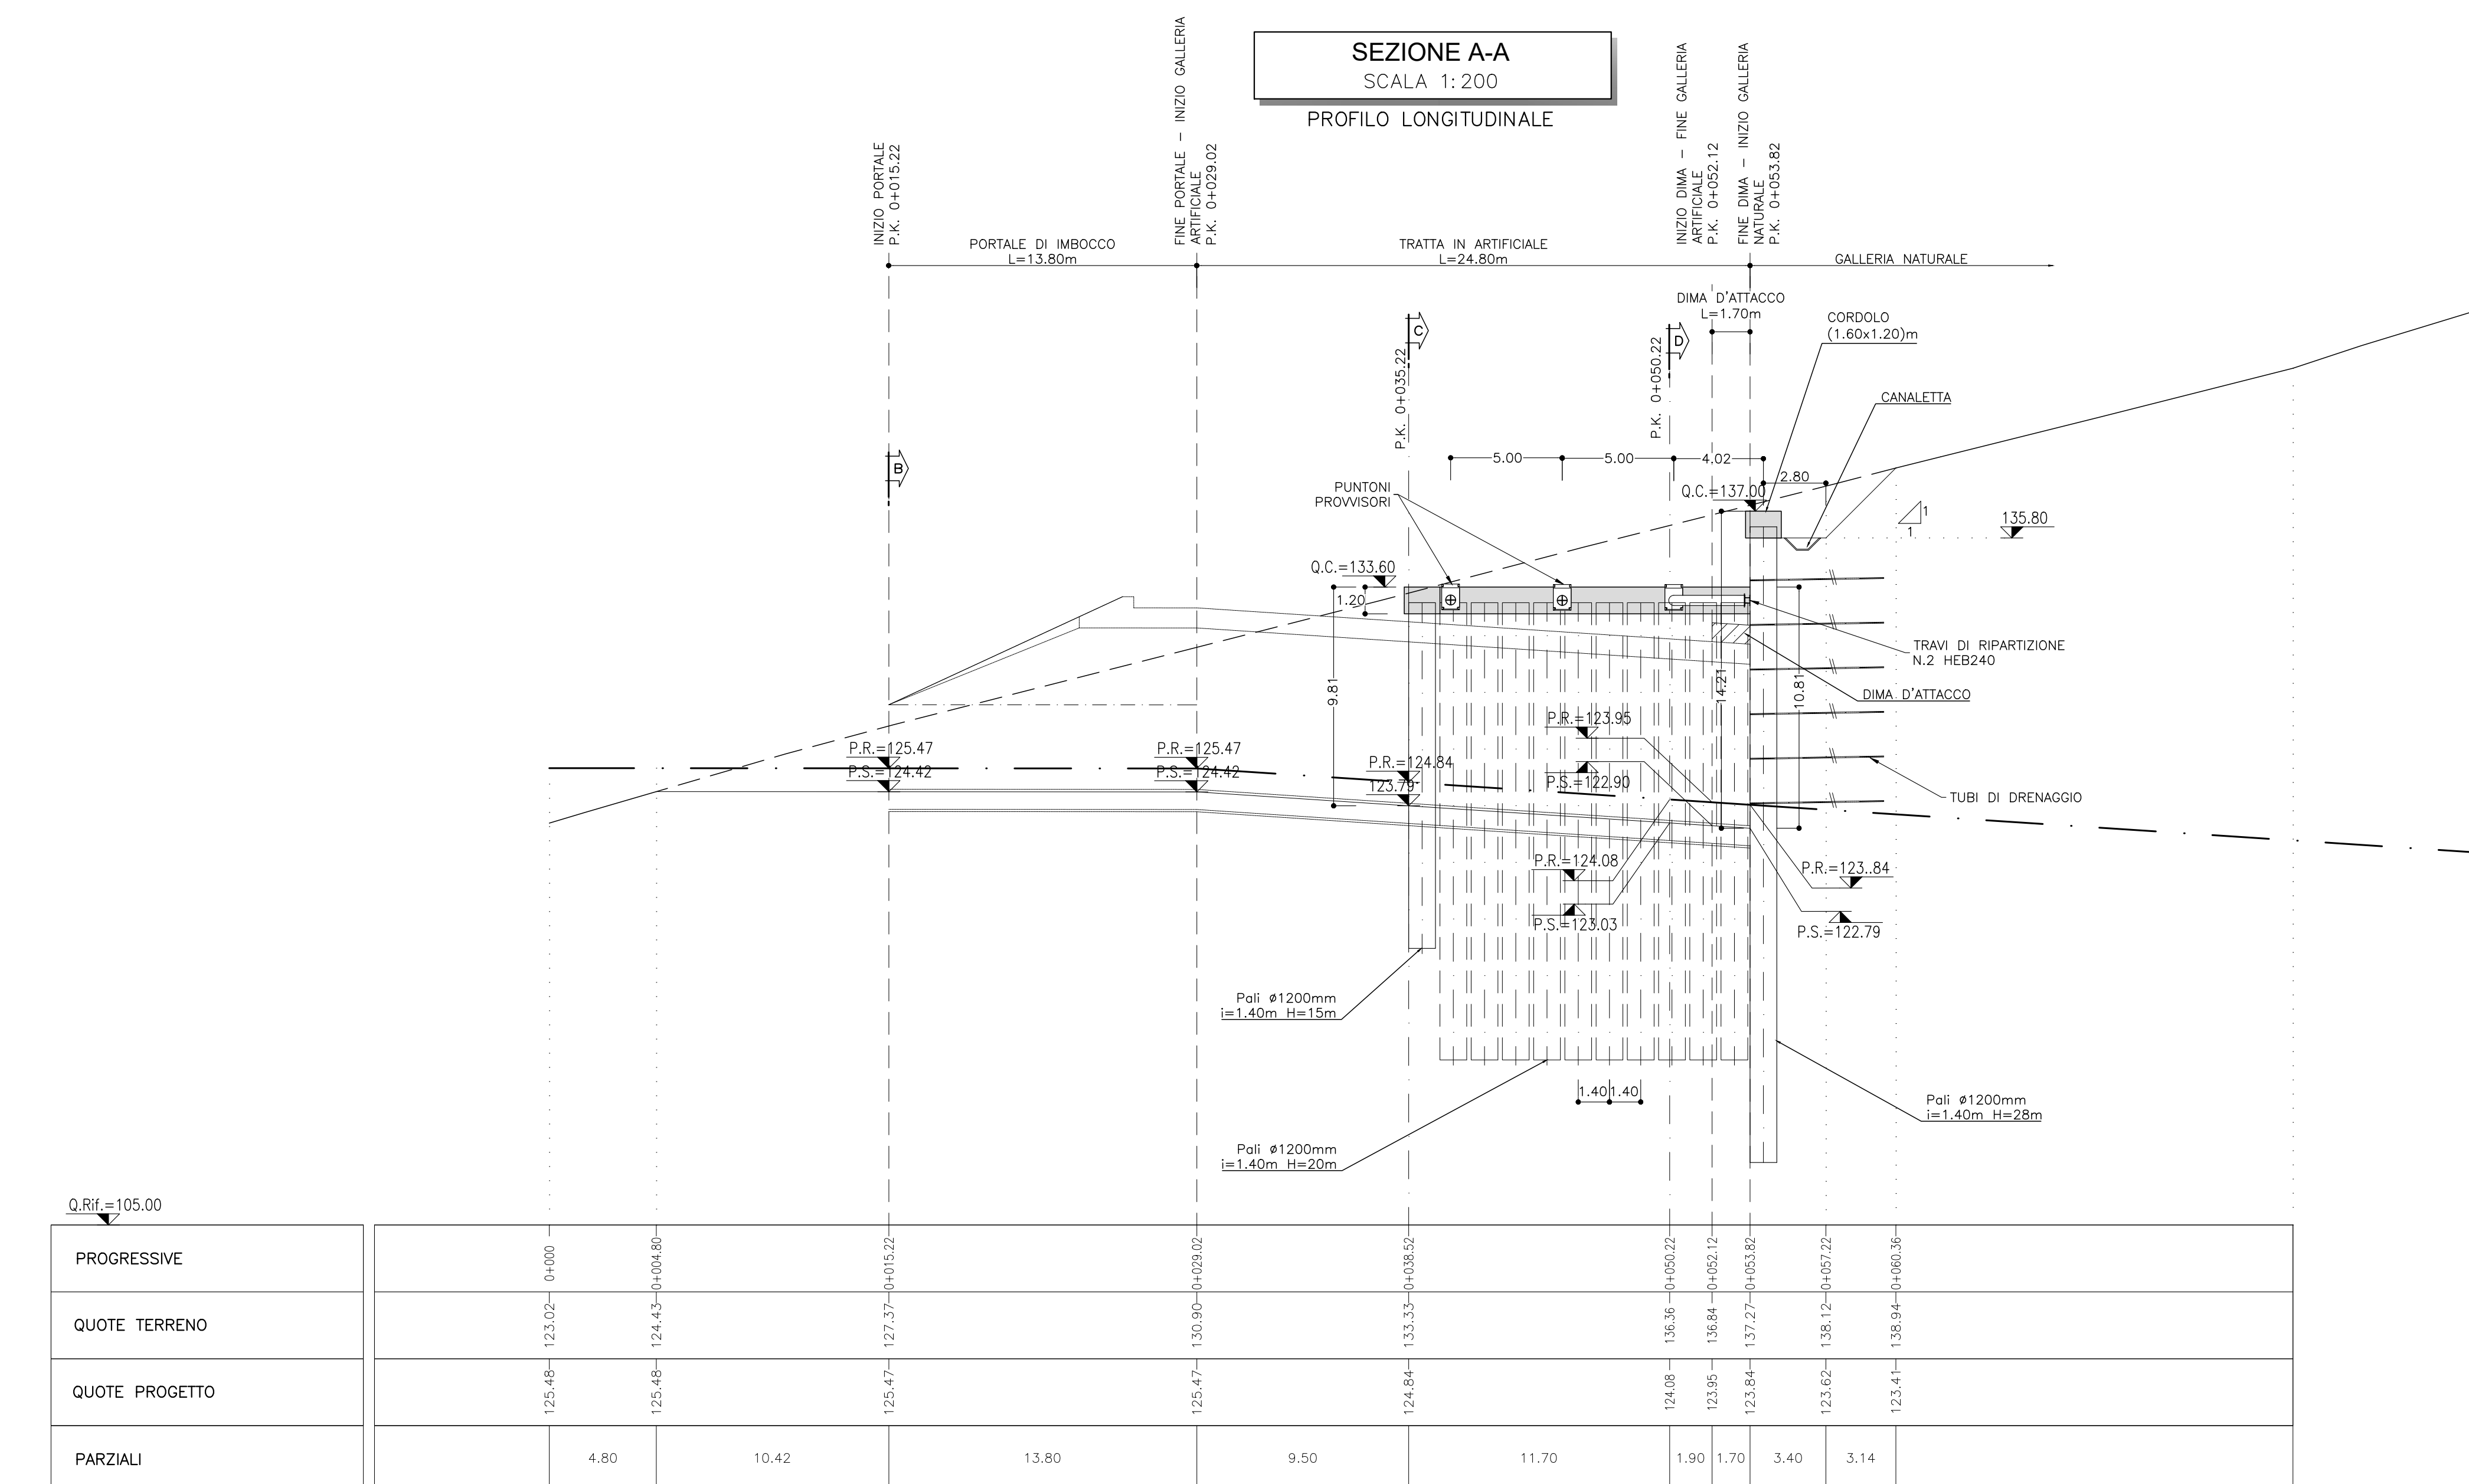 SEZIONE A-A
SCALA 1:200
PROFILO LONGITUDINALE
INIZIO PORTALE
P.K. 0+015.22
FINE PORTALE - INIZIO GALLERIA
ARTIFICIALE
P.K. 0+029.02
INIZIO DIMA - FINE GALLERIA
ARTIFICIALE
P.K. 0+052.12
FINE DIMA - INIZIO GALLERIA
NATURALE
P.K. 0+053.82
PORTALE DI IMBOCCO
L=13.80m
TRATTA IN ARTIFICIALE
L=24.80m
GALLERIA NATURALE
DIMA D'ATTACCO
L=1.70m
CORDOLO
(1.60x1.20)m
CANALETTA
C
P.K. 0+035.22
D
P.K. 0+050.22
B
5.00
5.00
4.02
2.80
PUNTONI
PROVVISORI
Q.C.=137.00
1
1
135.80
Q.C.=133.60
1.20
9.81
14.21
10.81
TRAVI DI RIPARTIZIONE
N.2 HEB240
DIMA D'ATTACCO
P.R.=123.95
P.S.=122.90
P.R.=125.47
P.S.=124.42
P.R.=125.47
P.S.=124.42
P.R.=124.84
123.79
TUBI DI DRENAGGIO
P.R.=124.08
P.S.=123.03
P.R.=123..84
P.S.=122.79
Pali ø1200mm
i=1.40m H=15m
1.40
1.40
Pali ø1200mm
i=1.40m H=28m
Pali ø1200mm
i=1.40m H=20m
Q.Rif.=105.00
PROGRESSIVE
0+000
0+004.80
0+015.22
0+029.02
0+038.52
0+050.22
0+052.12
0+053.82
0+057.22
0+060.36
QUOTE TERRENO
123.02
124.43
127.37
130.90
133.33
136.36
136.84
137.27
138.12
138.94
QUOTE PROGETTO
125.48
125.48
125.47
125.47
124.84
124.08
123.95
123.84
123.62
123.41
PARZIALI
4.80
10.42
13.80
9.50
11.70
1.90
1.70
3.40
3.14